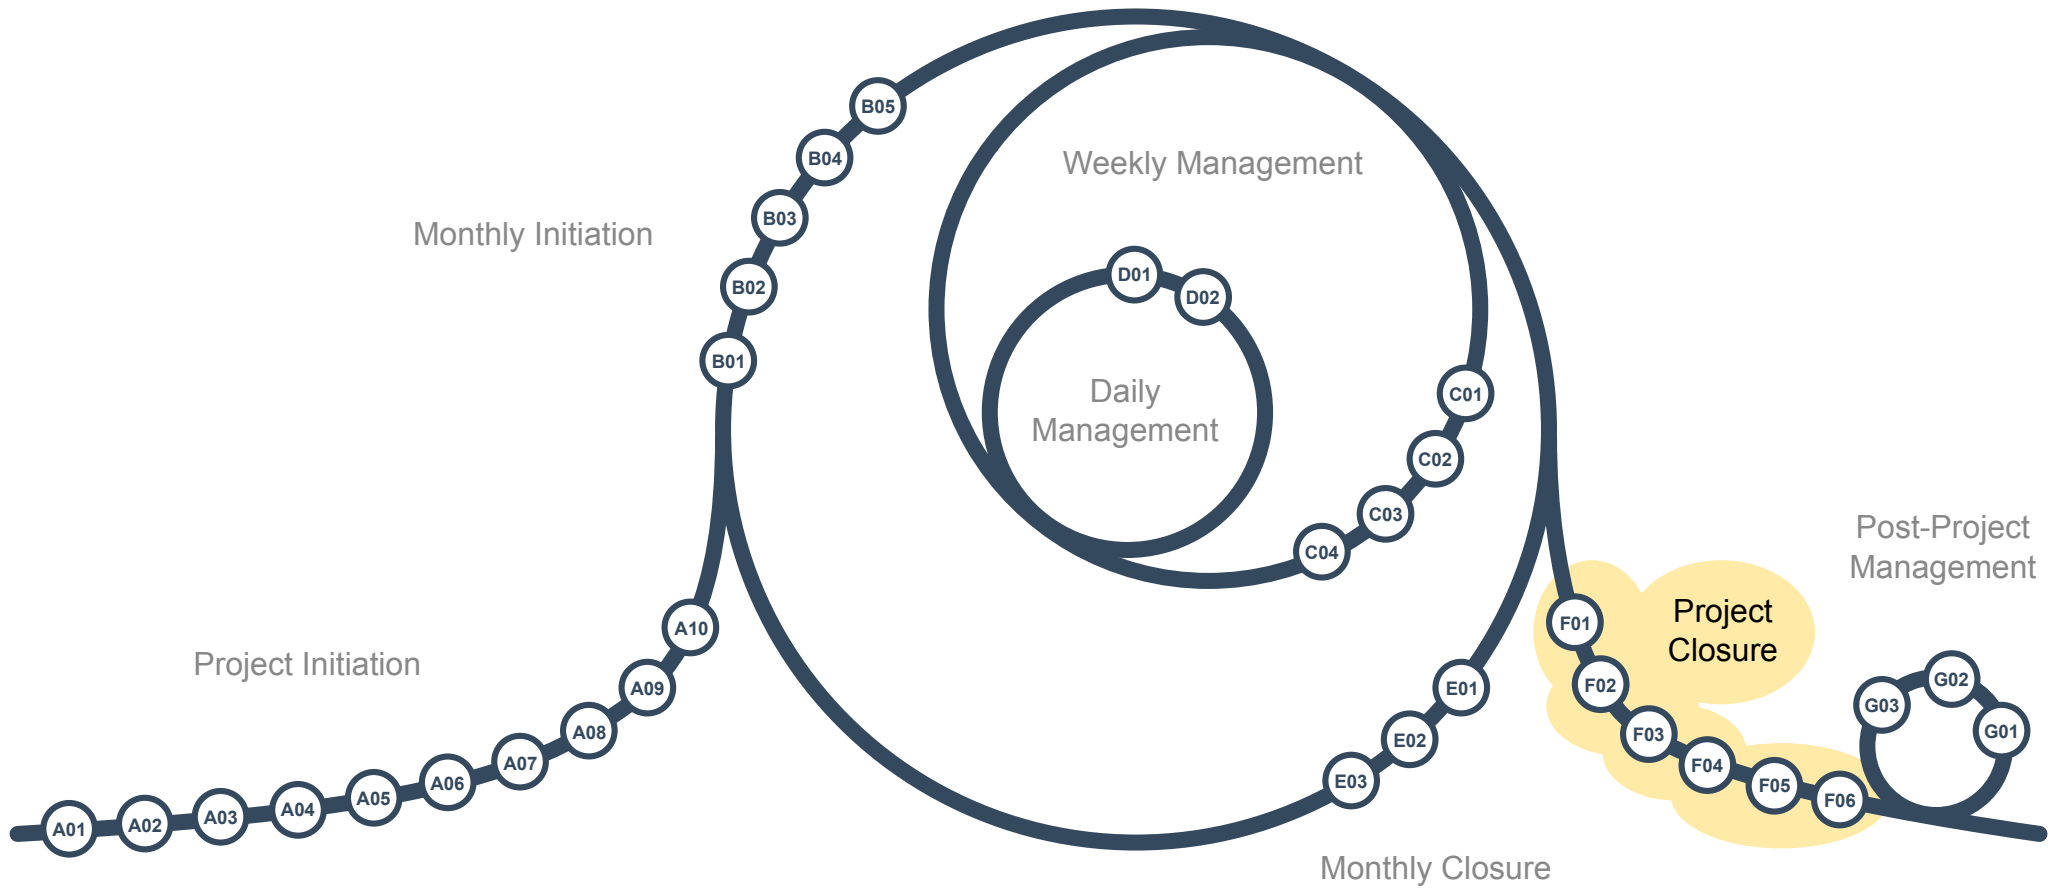 Project Initiation
A01
A02
A03
A04
A05
A06
A07
A08
A09
A10
Monthly Initiation
B01
B02
B03
B04
B05
Weekly Management
C01
C02
C03
C04
Daily
Management
D01
D02
Monthly Closure
E01
E02
E03
Project
Closure
F01
F02
F03
F04
F05
F06
Post-Project
Management
G01
G02
G03